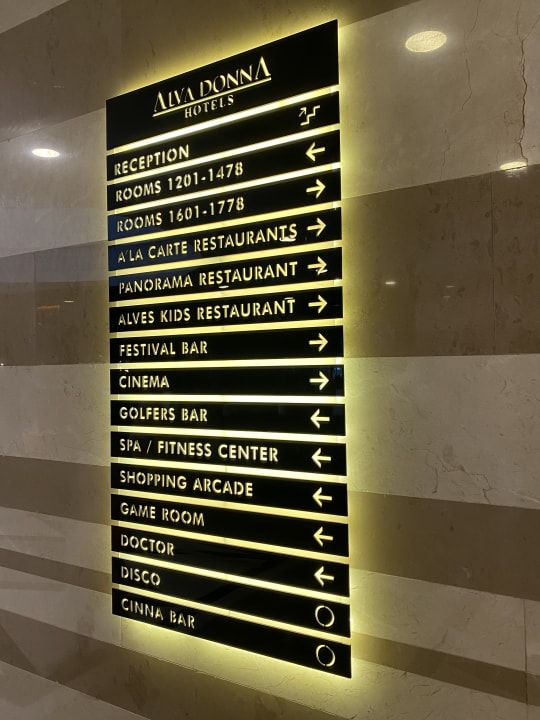 ALVA DONNA
HOTELS
RECEPTION
ROOMS 1201-1478
ROOMS 1601-1778
A'LA CARTE RESTAURANTS
PANORAMA RESTAURANT
ALVES KIDS RESTAURANT
FESTIVAL BAR
CINEMA
GOLFERS BAR
SPA / FITNESS CENTER
SHOPPING ARCADE
GAME ROOM
DOCTOR
DISCO
CINNA BAR